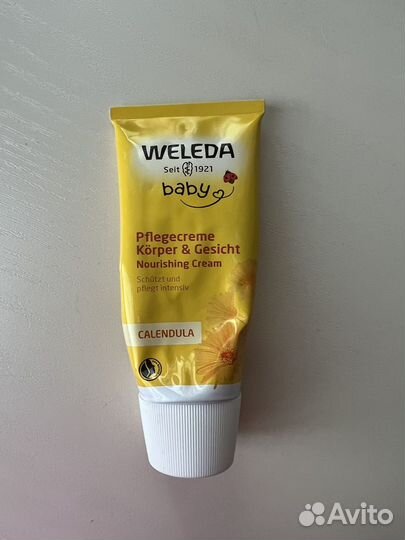 WELEDA
Seit 1921
baby
Pflegecreme
Körper & Gesicht
Nourishing Cream
Schützt und
pflegt intensiv
CALENDULA
Avito